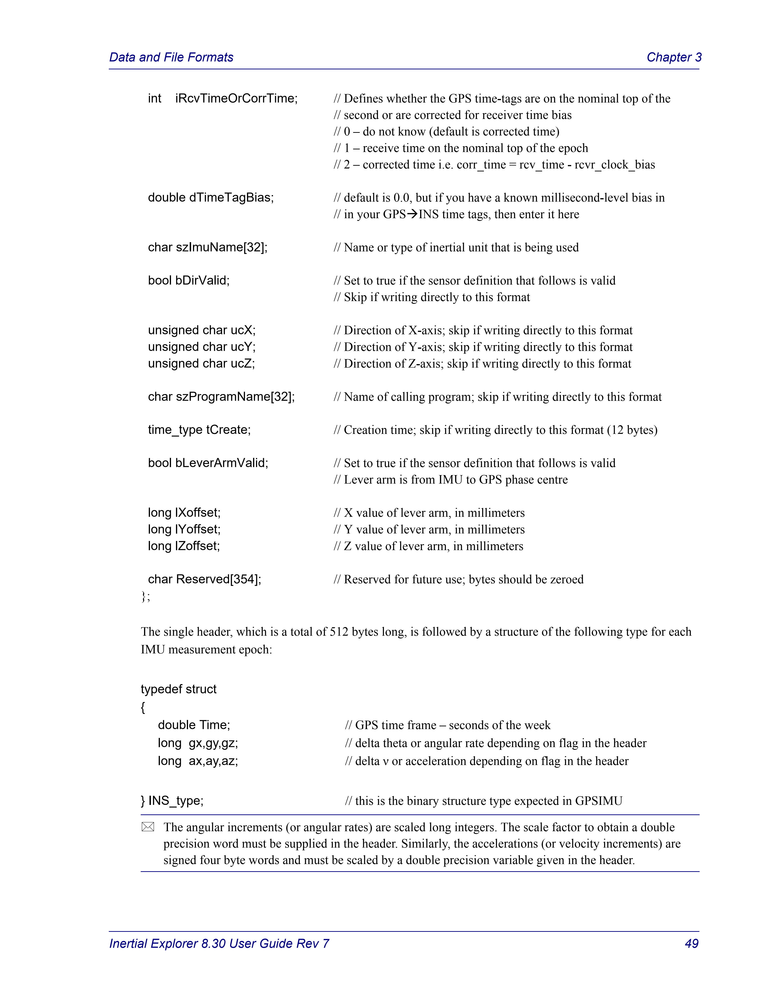 Data and File Formats Chapter 3
int iRcvTimeOrCorrTime; // Defines whether the GPS time-tags are on the nominal top of the
// second or are corrected for receiver time bias
// 0 – do not know (default is corrected time)
// 1 – receive time on the nominal top of the epoch
// 2 – corrected time i.e. corr_time = rcv_time - rcvr_clock_bias
double dTimeTagBias; // default is 0.0, but if you have a known millisecond-level bias in
// in your GPS→INS time tags, then enter it here
char szImuName[32]; // Name or type of inertial unit that is being used
bool bDirValid; // Set to true if the sensor definition that follows is valid
// Skip if writing directly to this format
unsigned char ucX; // Direction of X-axis; skip if writing directly to this format
unsigned char ucY; // Direction of Y-axis; skip if writing directly to this format
unsigned char ucZ; // Direction of Z-axis; skip if writing directly to this format
char szProgramName[32]; // Name of calling program; skip if writing directly to this format
time_type tCreate; // Creation time; skip if writing directly to this format (12 bytes)
bool bLeverArmValid; // Set to true if the sensor definition that follows is valid
// Lever arm is from IMU to GPS phase centre
long lXoffset; // X value of lever arm, in millimeters
long lYoffset; // Y value of lever arm, in millimeters
long lZoffset; // Z value of lever arm, in millimeters
char Reserved[354]; // Reserved for future use; bytes should be zeroed
};
The single header, which is a total of 512 bytes long, is followed by a structure of the following type for each
IMU measurement epoch:
typedef struct
{
double Time; // GPS time frame – seconds of the week
long gx,gy,gz; // delta theta or angular rate depending on flag in the header
long ax,ay,az; // delta ν or acceleration depending on flag in the header
} INS_type; // this is the binary structure type expected in GPSIMU
The angular increments (or angular rates) are scaled long integers. The scale factor to obtain a double
precision word must be supplied in the header. Similarly, the accelerations (or velocity increments) are
signed four byte words and must be scaled by a double precision variable given in the header.
Inertial Explorer 8.30 User Guide Rev 7 49